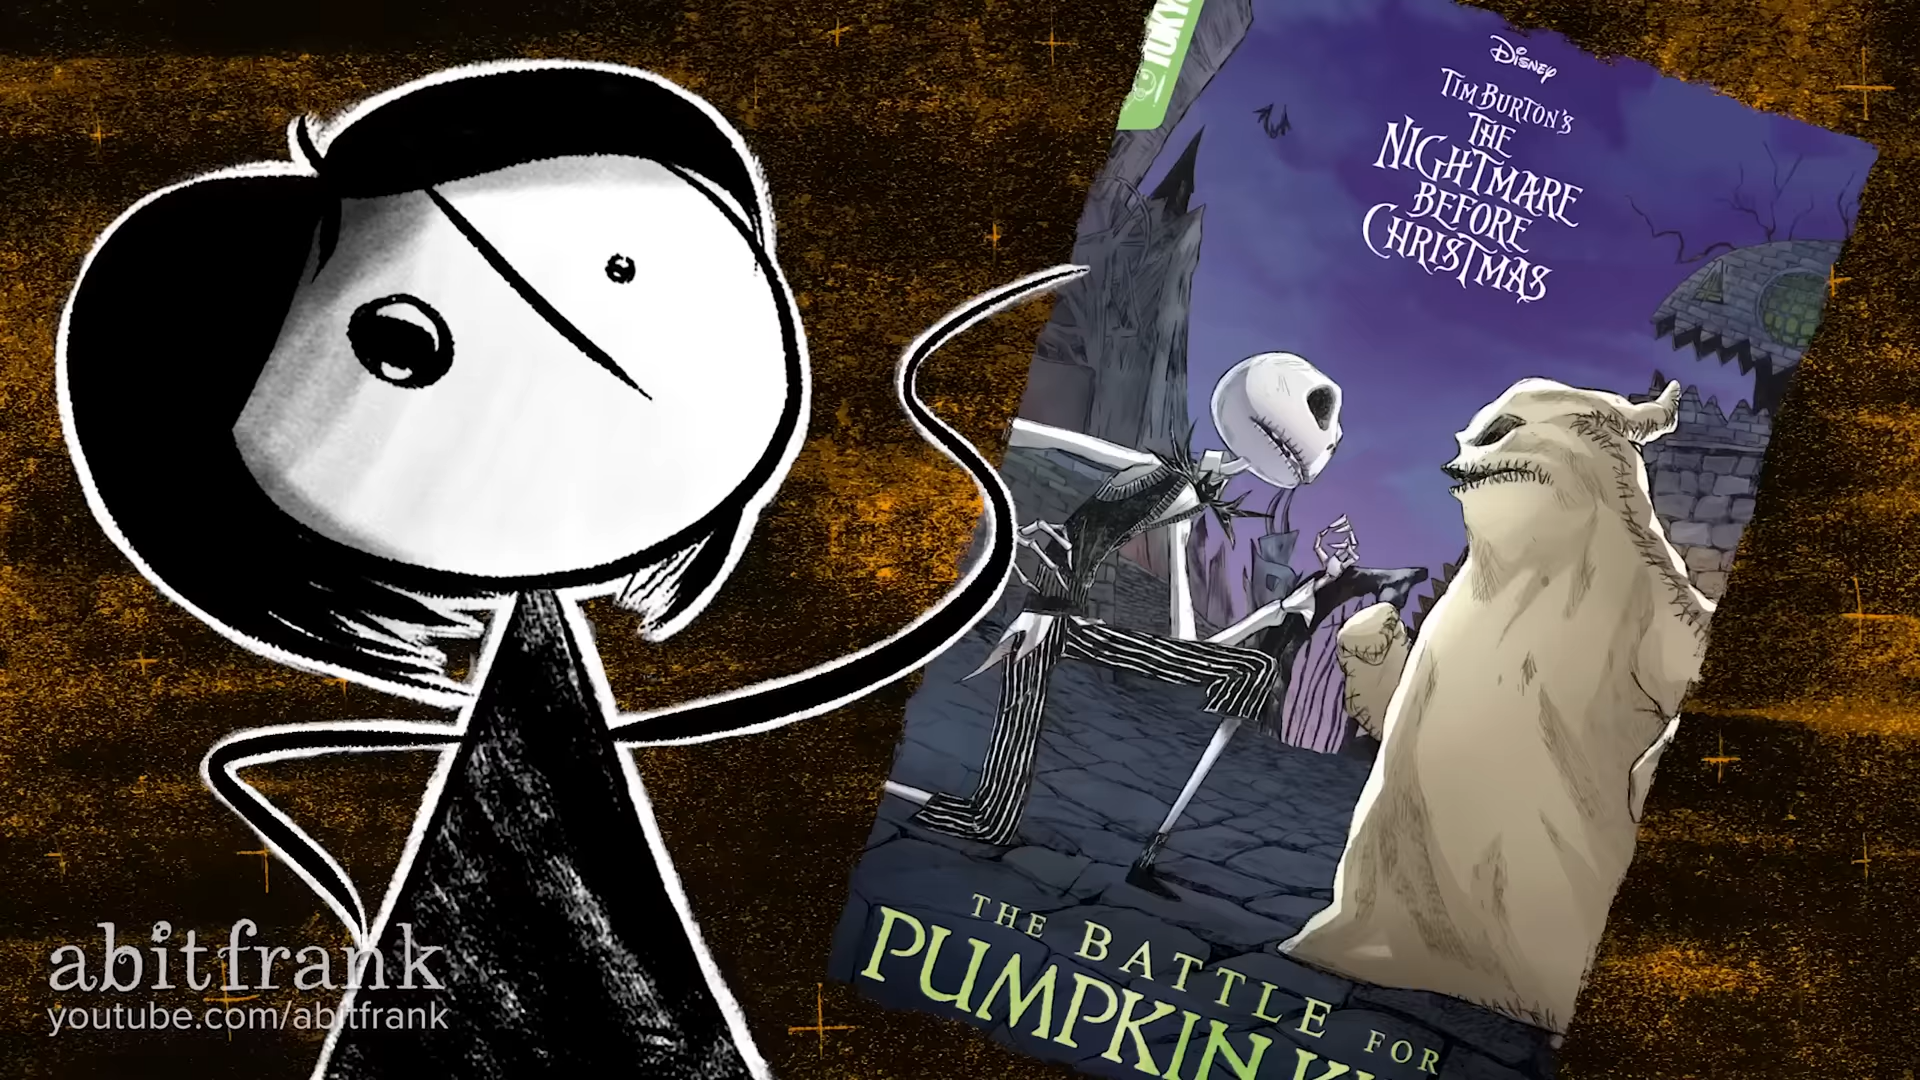 DISNEY
TIM BURTON'S
THE
NIGHTMARE
BEFORE
CHRISTMAS
THE BATTLE FOR
PUMPKIN
abitfrank
youtube.com/abitfrank